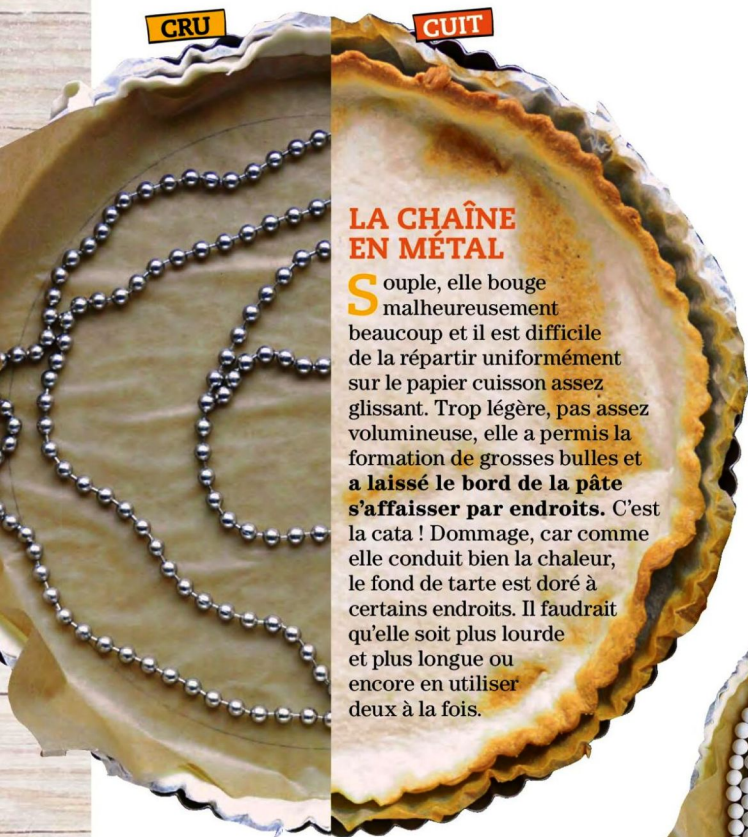 CRU
CUIT
LA CHAÎNE
EN MÉTAL
Souple, elle bouge
malheureusement
beaucoup et il est difficile
de la répartir uniformément
sur le papier cuisson assez
glissant. Trop légère, pas assez
volumineuse, elle a permis la
formation de grosses bulles et
a laissé le bord de la pâte
s'affaisser par endroits. C'est
la cata ! Dommage, car comme
elle conduit bien la chaleur,
le fond de tarte est doré à
certains endroits. Il faudrait
qu'elle soit plus lourde
et plus longue ou
encore en utiliser
deux à la fois.